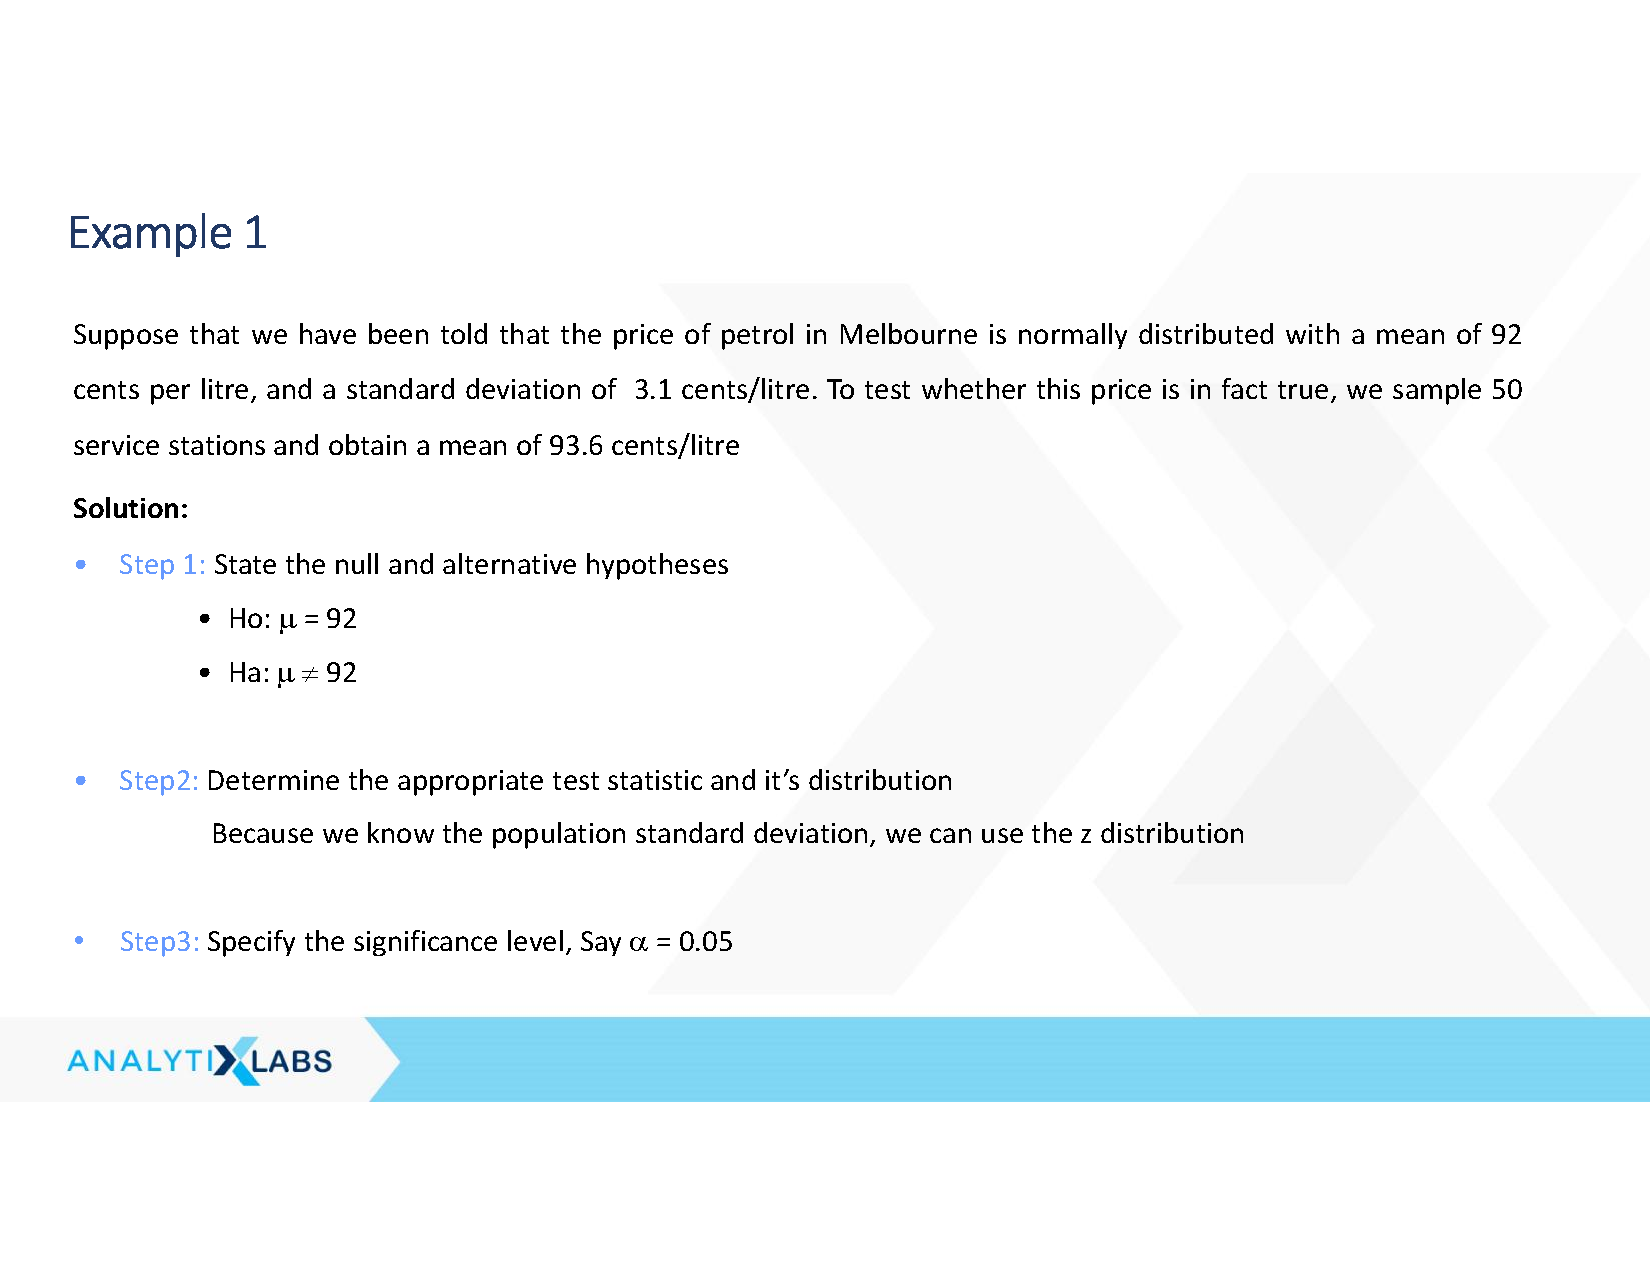 Example 1
Suppose that we have been told that the price of petrol in Melbourne is normally distributed with a mean of 92
cents per litre, and a standard deviation of 3.1 cents/litre. To test whether this price is in fact true, we sample 50
service stations and obtain a mean of 93.6 cents/litre
Solution:
• Step 1: State the null and alternative hypotheses
• Ho: μ = 92
• Ha: μ ≠ 92
• Step2: Determine the appropriate test statistic and it’s distribution
Because we know the population standard deviation, we can use the z distribution
• Step3: Specify the significance level, Say α = 0.05
ANALYTIXLABS